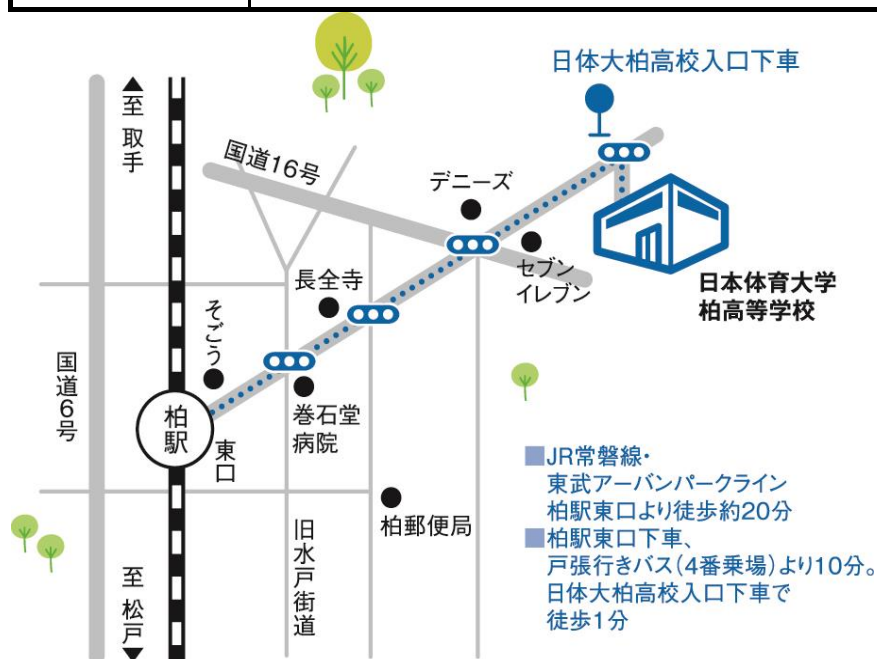 日体大柏高校入口下車
▲至 取手
国道16号
デニーズ
セブン
イレブン
日本体育大学
柏高等学校
長全寺
そごう
国道6号
巻石堂
病院
柏駅
東口
柏郵便局
旧水戸街道
至 松戸▼
■JR常磐線・
東武アーバンパークライン
柏駅東口より徒歩約20分
■柏駅東口下車、
戸張行きバス(4番乗場)より10分。
日体大柏高校入口下車で
徒歩1分